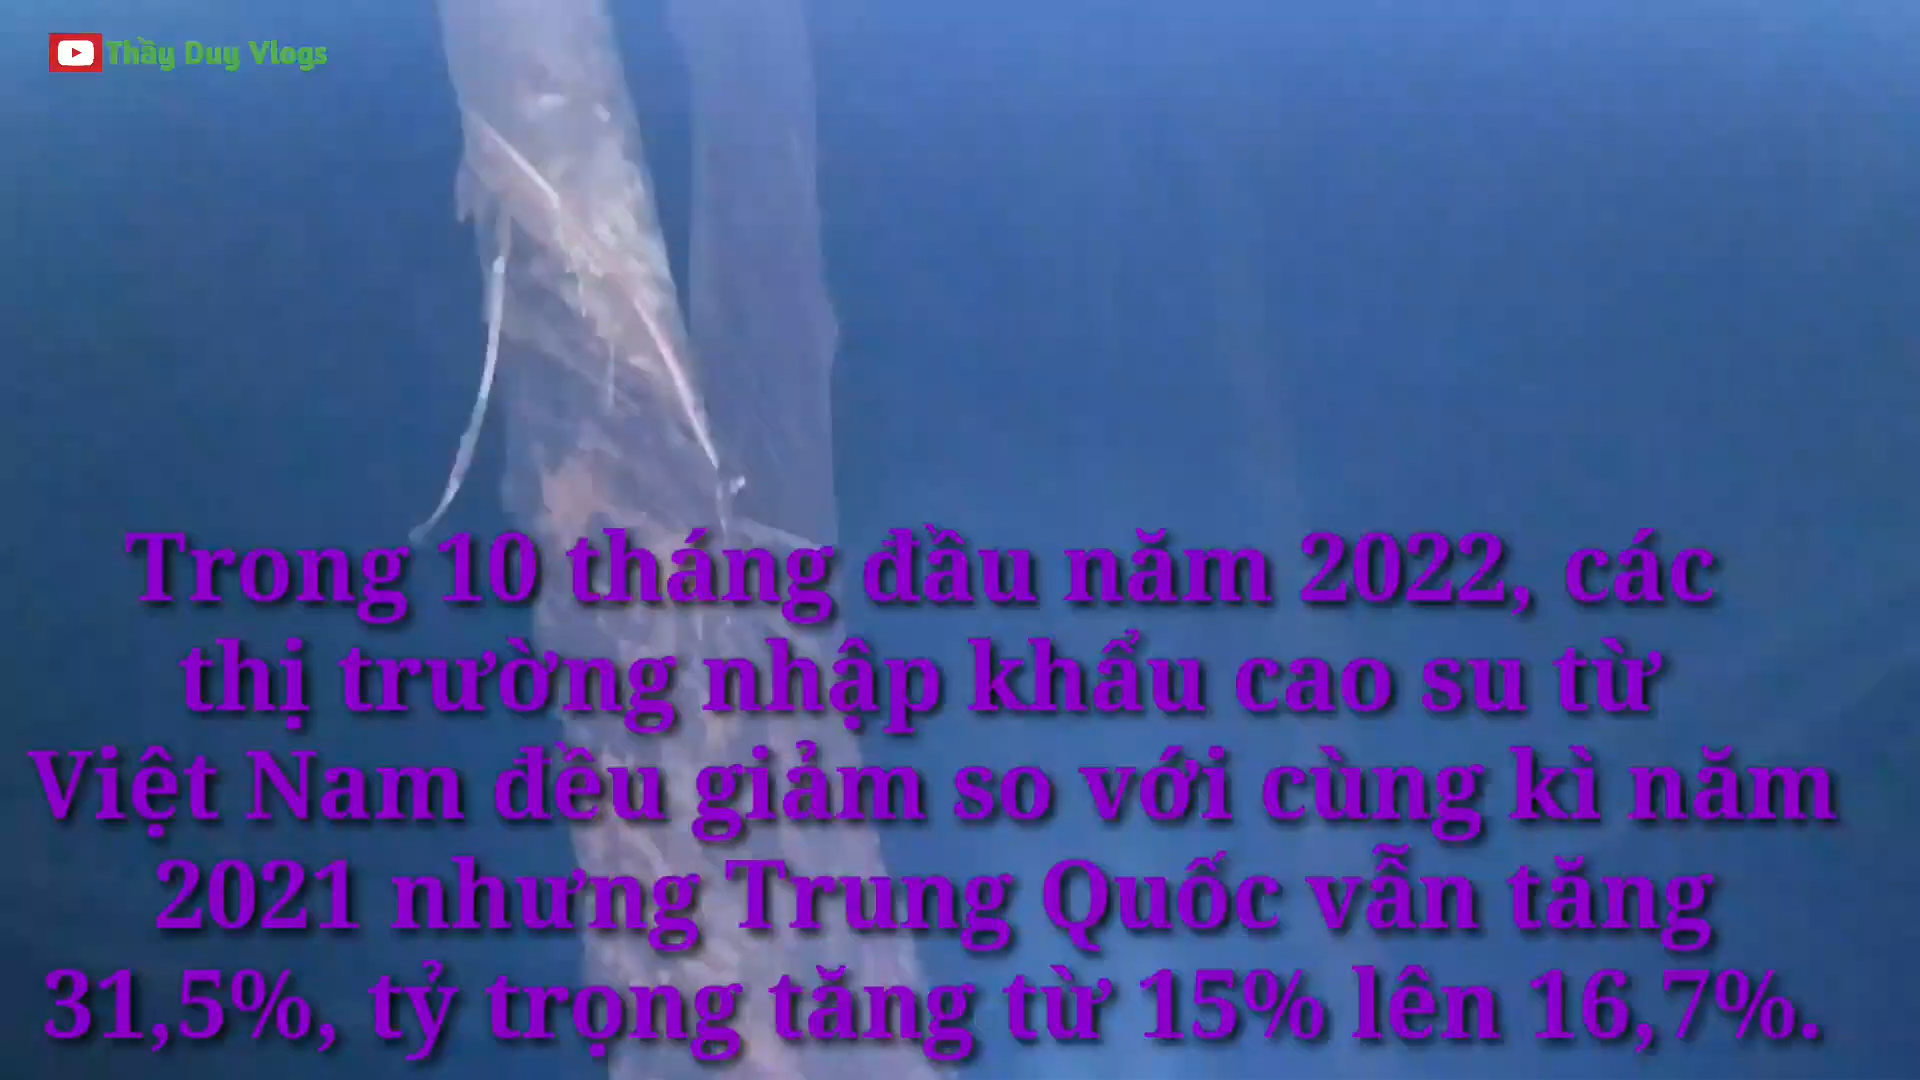 Thầy Duy Vlogs
Trong 10 tháng đầu năm 2022, các
thị trường nhập khẩu cao su từ
Việt Nam đều giảm so với cùng kì năm
2021 nhưng Trung Quốc vẫn tăng
31,5%, tỷ trọng tăng từ 15% lên 16,7%.